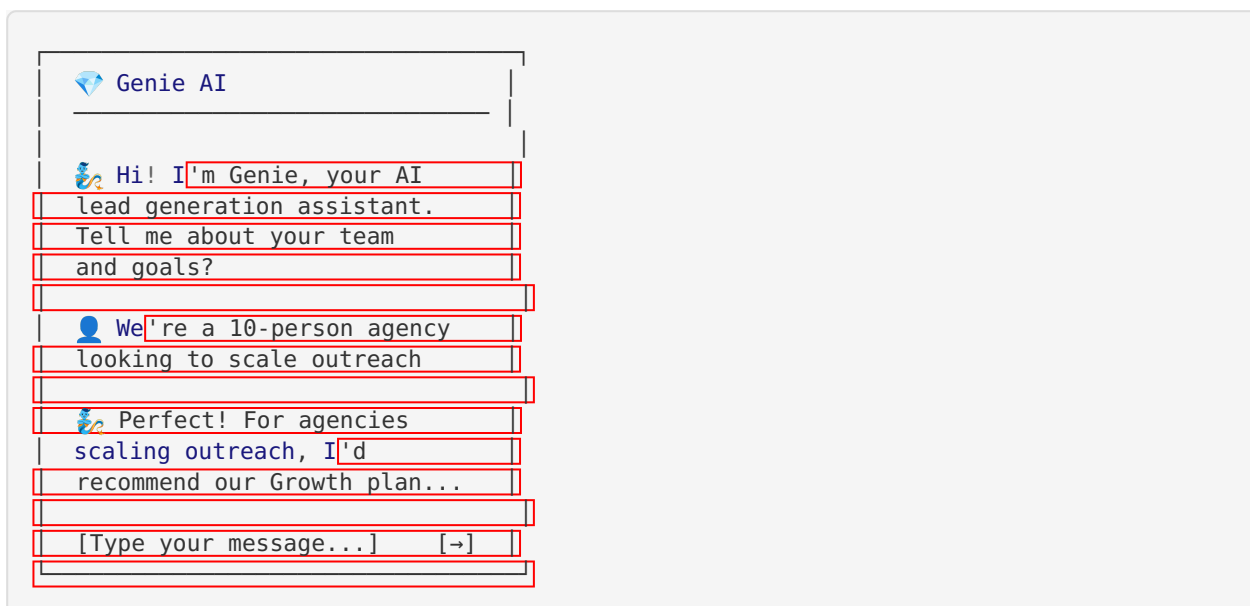 💎 Genie AI
🧞 Hi! I'm Genie, your AI
lead generation assistant.
Tell me about your team
and goals?
👤 We're a 10-person agency
looking to scale outreach
🧞 Perfect! For agencies
scaling outreach, I'd
recommend our Growth plan...
[Type your message...] [→]